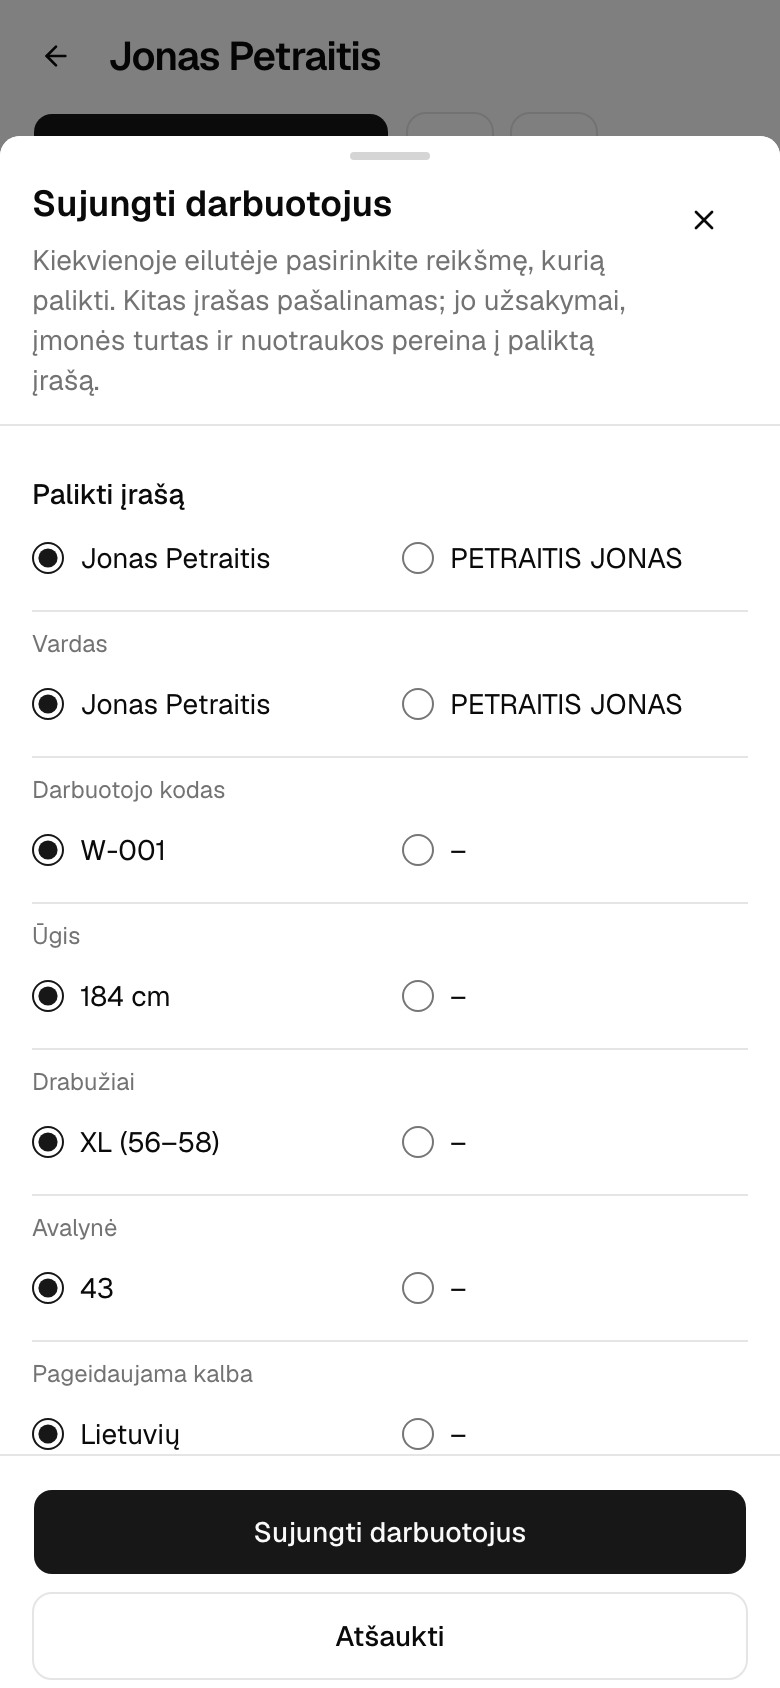 Jonas Petraitis
Sujungti darbuotojus
Kiekvienoje eilutėje pasirinkite reikšmę, kurią
palikti. Kitas įrašas pašalinamas; jo užsakymai,
įmonės turtas ir nuotraukos pereina į paliktą
įrašą.
Palikti įrašą
Jonas Petraitis PETRAITIS JONAS
Vardas
Jonas Petraitis PETRAITIS JONAS
Darbuotojo kodas
W-001 –
Ūgis
184 cm –
Drabužiai
XL (56–58) –
Avalynė
43 –
Pageidaujama kalba
Lietuvių –
Sujungti darbuotojus
Atšaukti